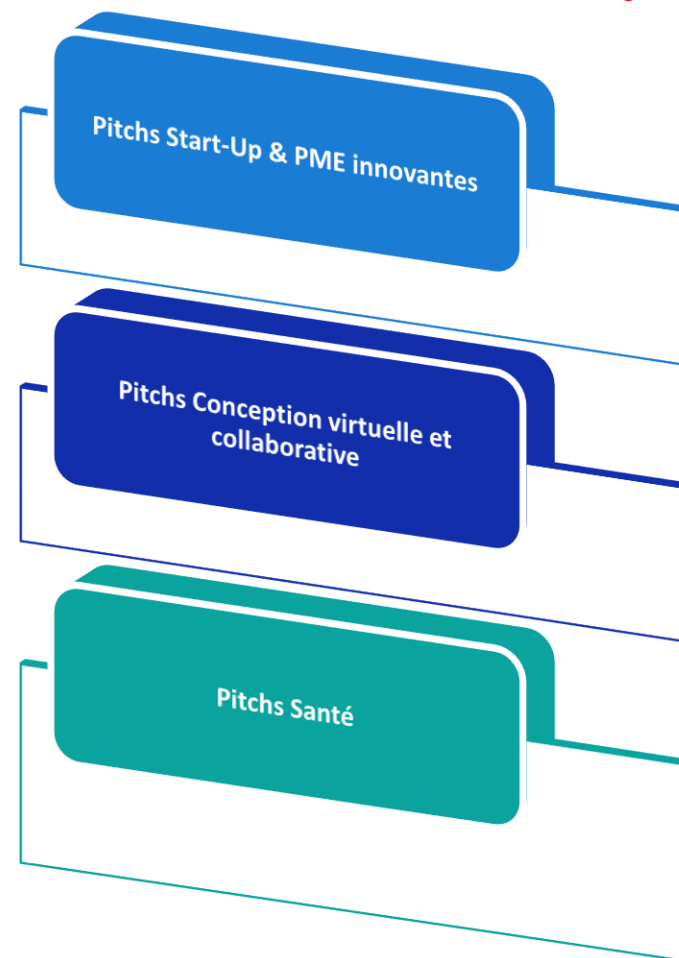 Pitchs Start-Up & PME innovantes
Pitchs Conception virtuelle et
collaborative
Pitchs Santé